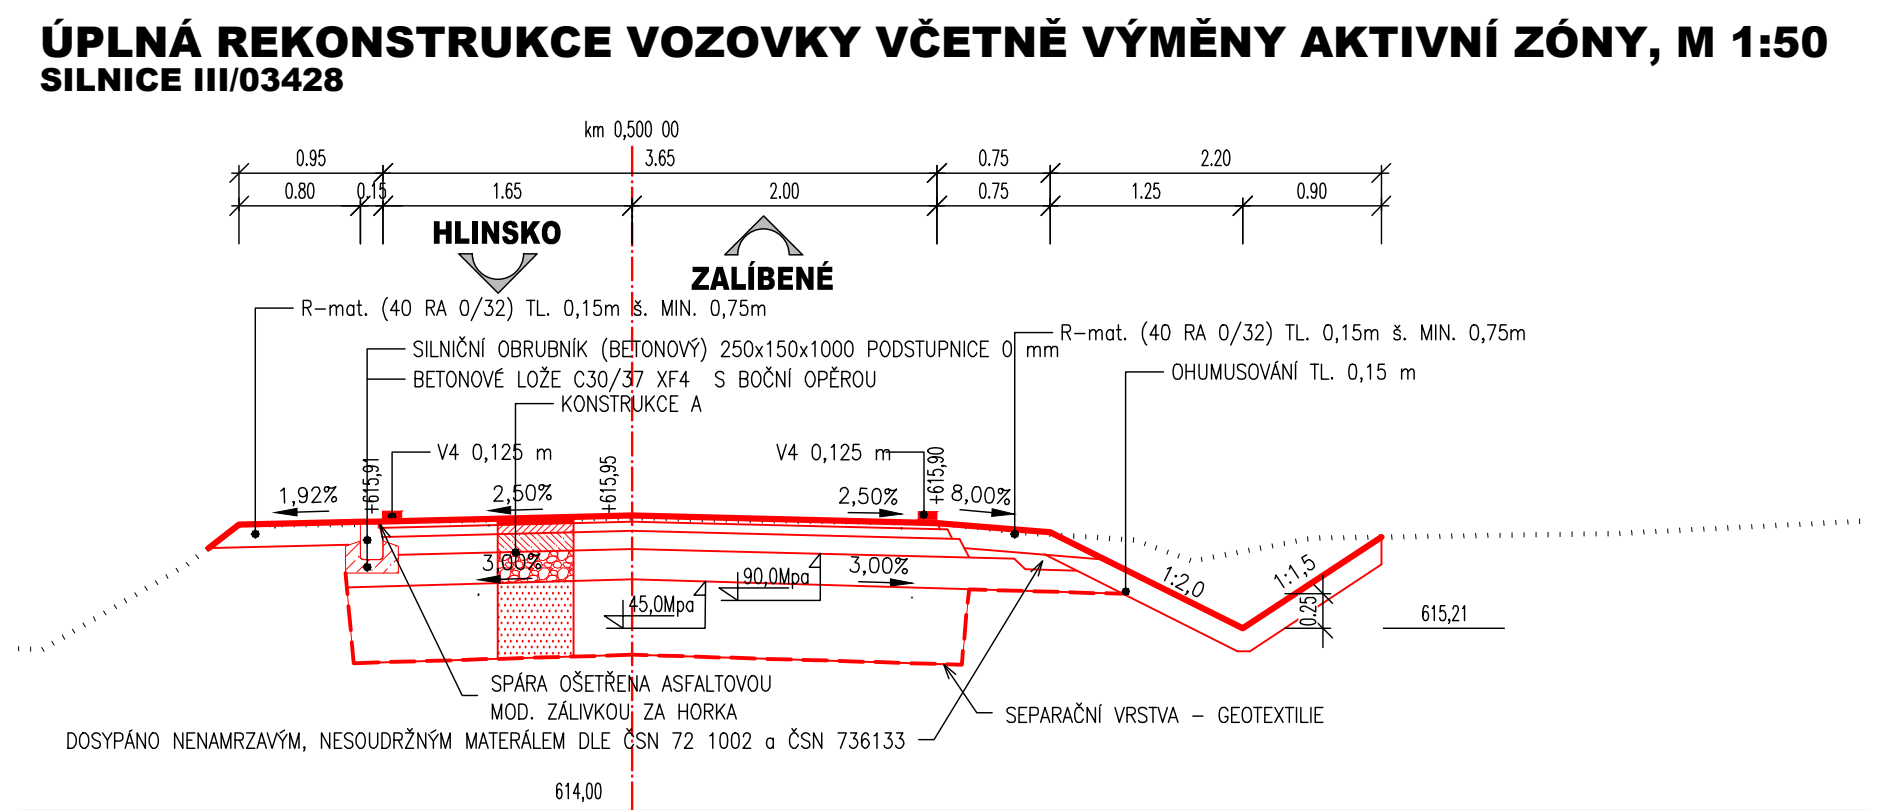 ÚPLNÁ REKONSTRUKCE VOZOVKY VČETNĚ VÝMĚNY AKTIVNÍ ZÓNY, M 1:50
SILNICE III/03428
km 0,500 00
0.95 3.65 0.75 2.20
0.80 0.15 1.65 2.00 0.75 1.25 0.90
HLINSKO
ZALÍBENÉ
R-mat. (40 RA 0/32) TL. 0,15m š. MIN. 0,75m
R-mat. (40 RA 0/32) TL. 0,15m š. MIN. 0,75m
SILNIČNÍ OBRUBNÍK (BETONOVÝ) 250x150x1000 PODSTUPNICE 0 mm
BETONOVÉ LOŽE C30/37 XF4 S BOČNÍ OPĚROU
OHUMUSOVÁNÍ TL. 0,15 m
KONSTRUKCE A
V4 0,125 m
V4 0,125 m
+615,91
+615,95
+615,90
1,92% 2,50% 2,50% 8,00%
3,00% 90,0Mpa 3,00%
45,0Mpa
1:2,0
1:1,5
0.25
615,21
SPÁRA OŠETŘENA ASFALTOVOU
MOD. ZÁLIVKOU ZA HORKA
SEPARAČNÍ VRSTVA - GEOTEXTILIE
DOSYPÁNO NENAMRZAVÝM, NESOUDRŽNÝM MATERÁLEM DLE ČSN 72 1002 a ČSN 736133
614,00